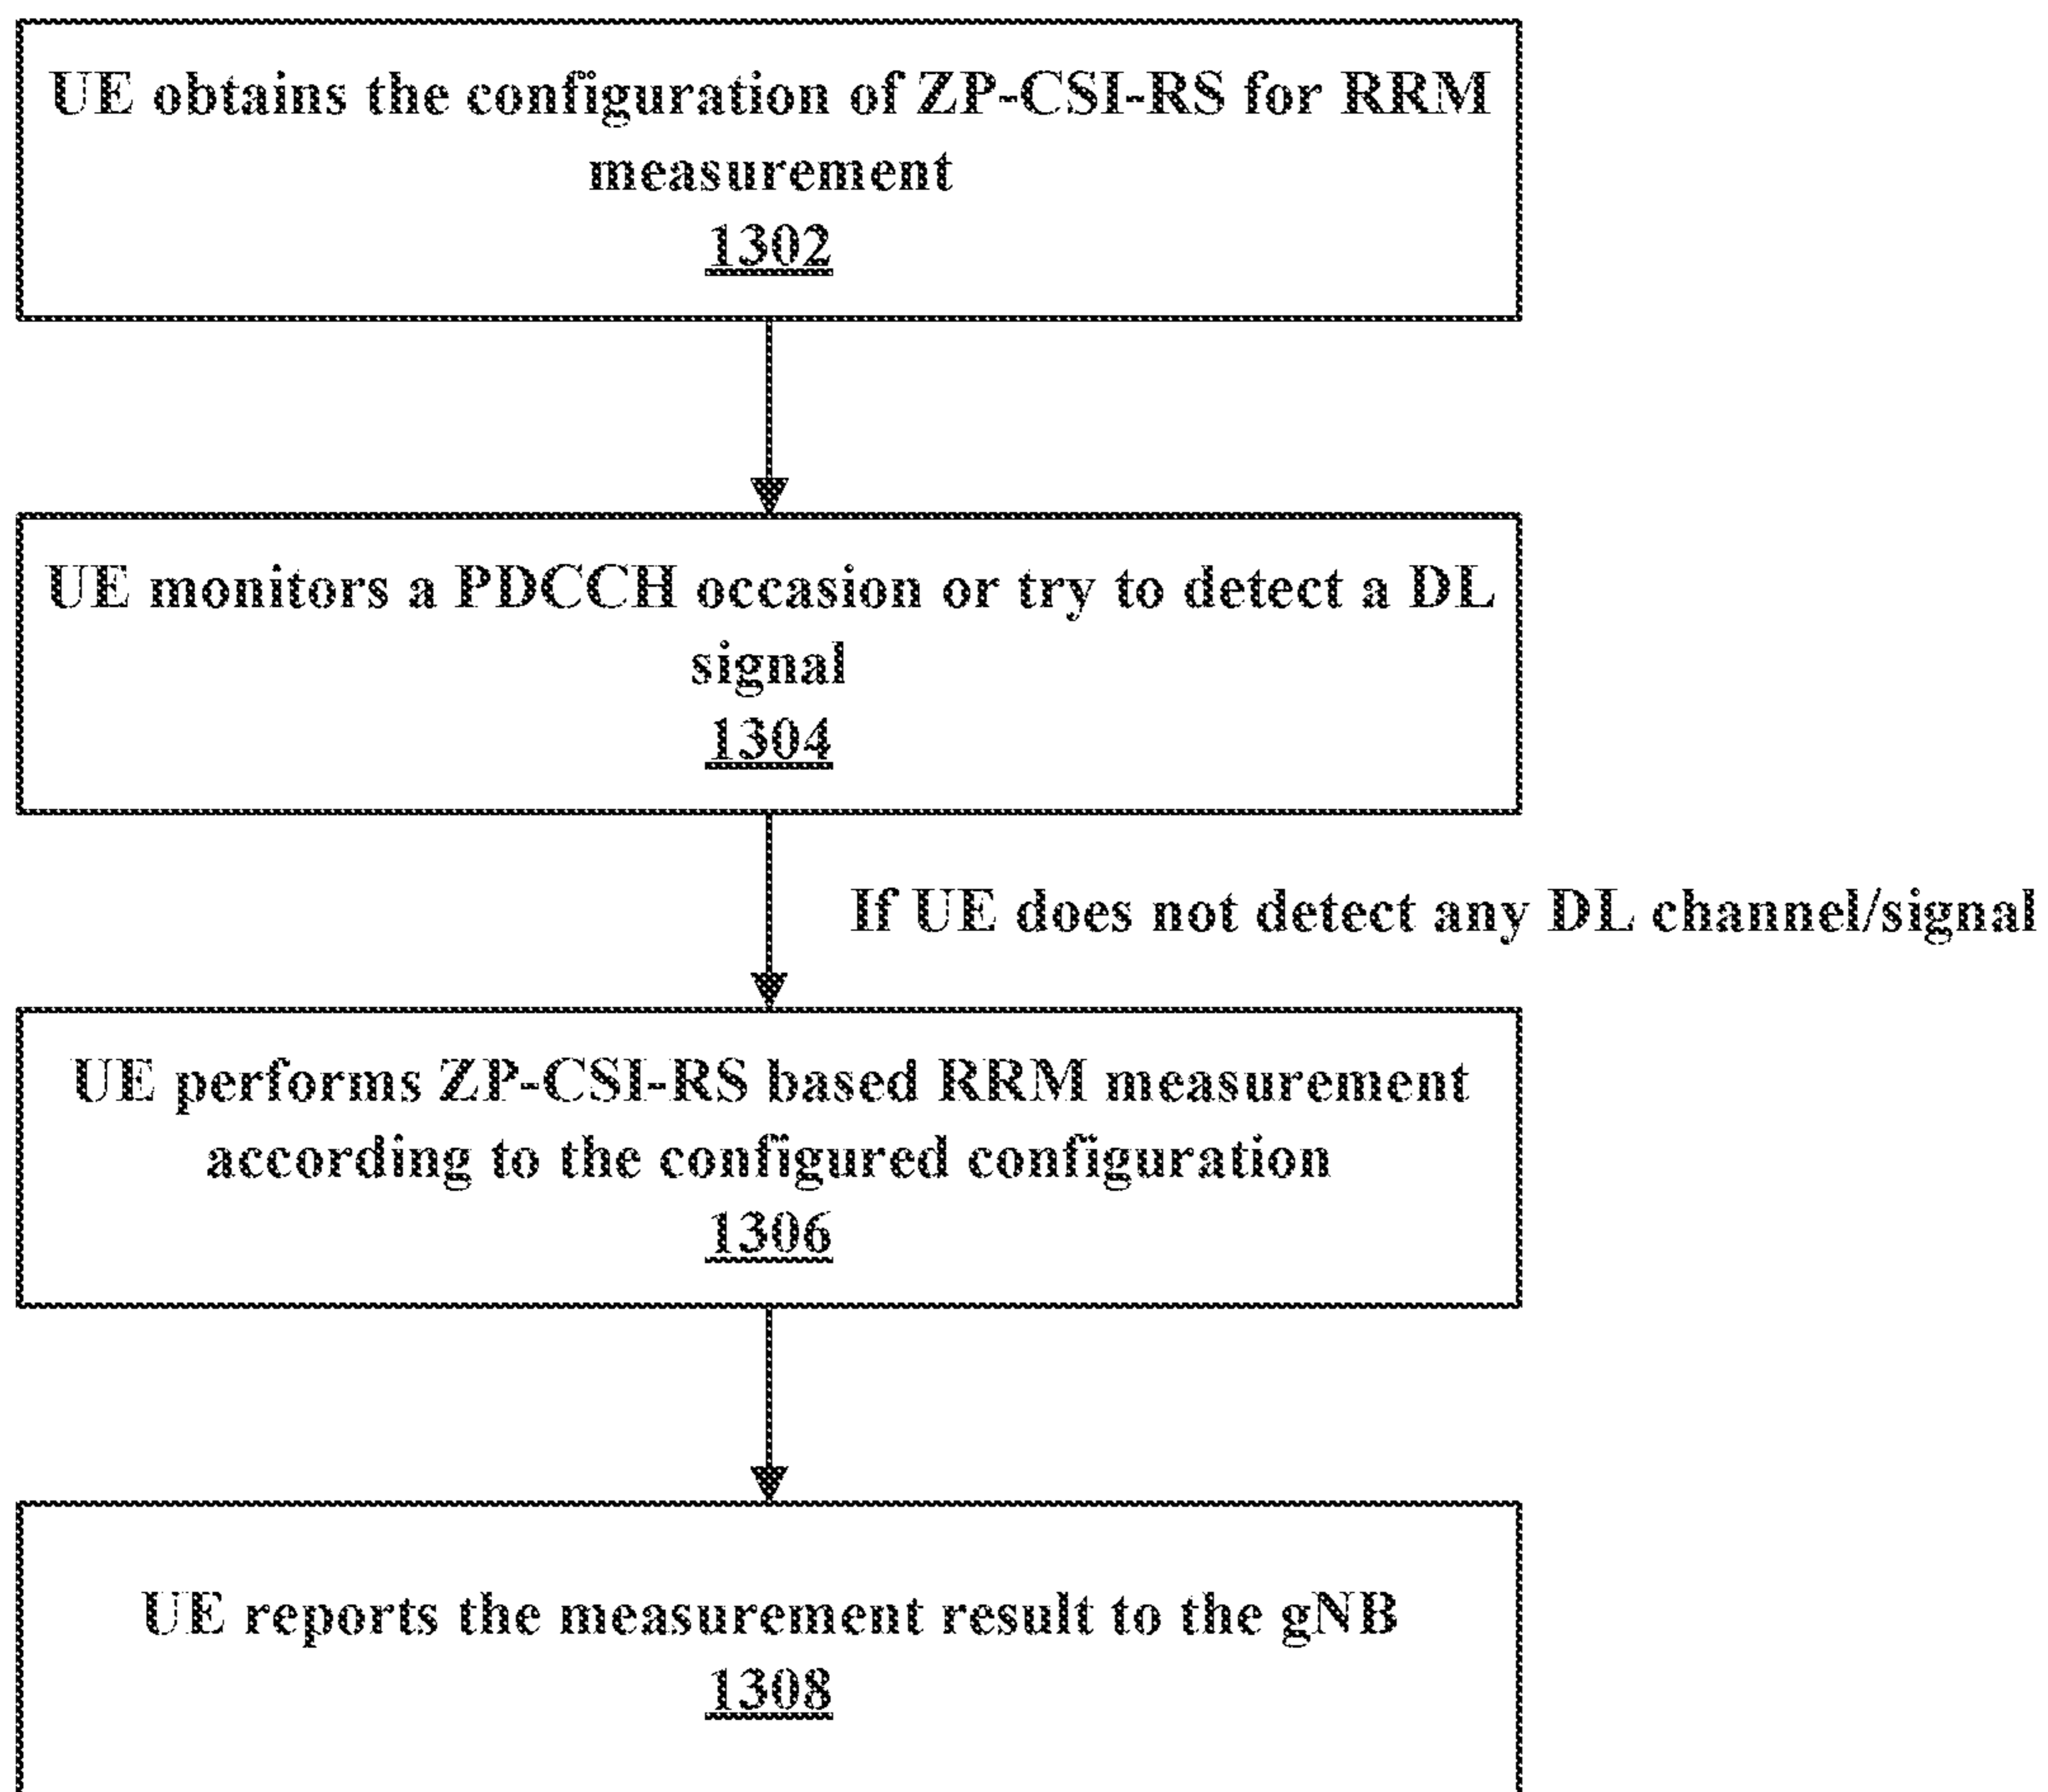 UE obtains the configuration of ZP-CSI-RS for RRM
measurement
1302
UE monitors a PDCCH occasion or try to detect a DL
signal
1304
If UE does not detect any DL channel/signal
UE performs ZP-CSI-RS based RRM measurement
according to the configured configuration
1306
UE reports the measurement result to the gNB
1308